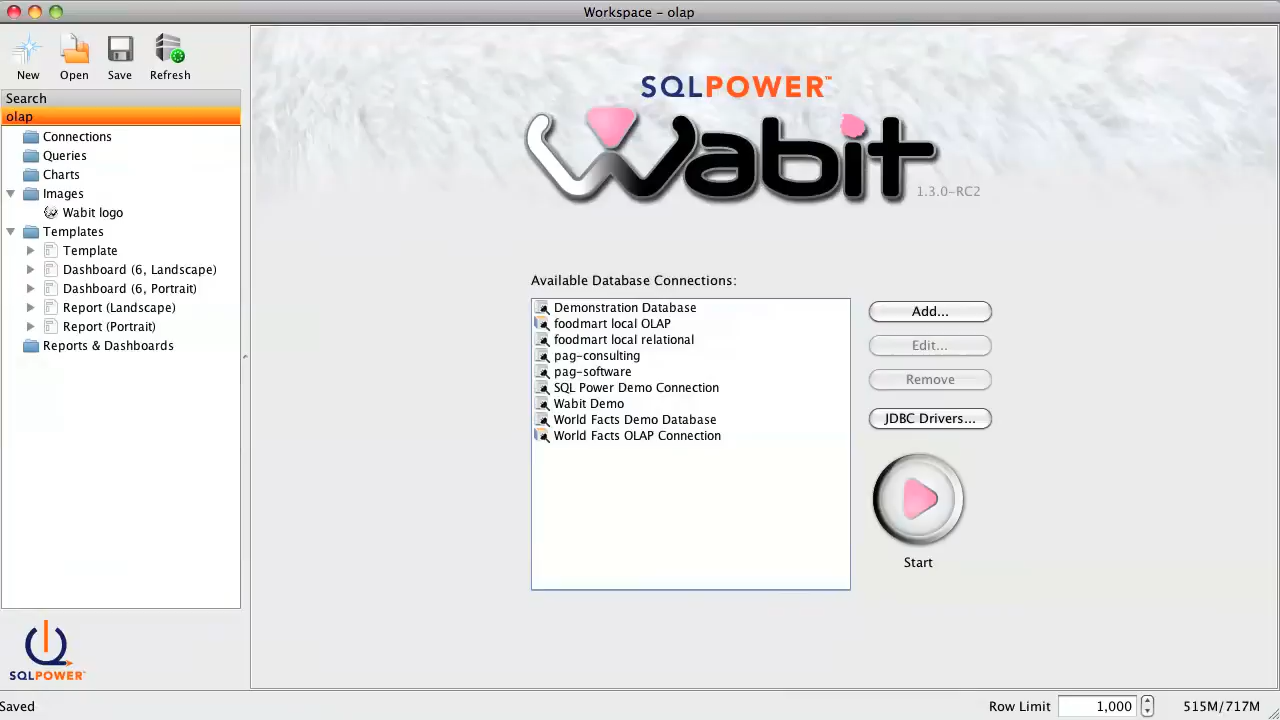 Workspace – olap
New Open Save Refresh
Search
olap
Connections
Queries
Charts
Images
Wabit logo
Templates
Template
Dashboard (6, Landscape)
Dashboard (6, Portrait)
Report (Landscape)
Report (Portrait)
Reports & Dashboards
SQLPOWER
Saved
SQLPOWER™
Wabit
1.3.0-RC2
Available Database Connections:
Demonstration Database
foodmart local OLAP
foodmart local relational
pag-consulting
pag-software
SQL Power Demo Connection
Wabit Demo
World Facts Demo Database
World Facts OLAP Connection
Add...
Edit...
Remove
JDBC Drivers...
Start
Row Limit 1,000 515M/717M